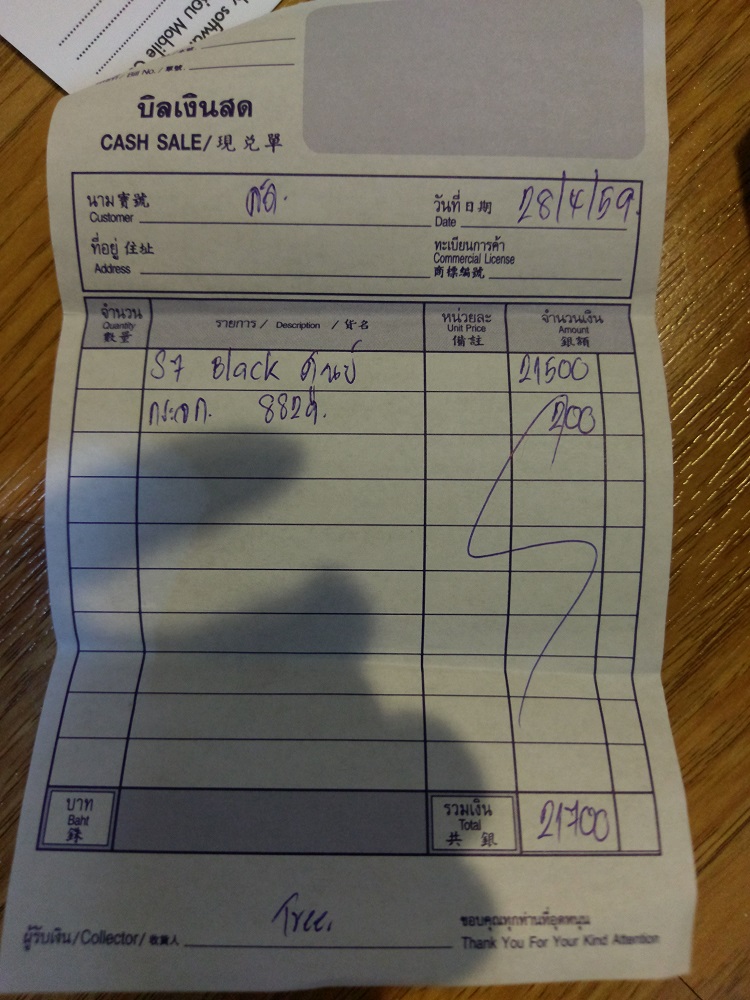 Mobile
บิลเงินสด
CASH SALE/現兑單
นาม寶號
Customer
วันที่日期 28/4/59
Date
ที่อยู่住址
Address
ทะเบียนการค้า
Commercial License
商標編號
จำนวน
Quantity
數量
รายการ / Description / 貨名
หน่วยละ
Unit Price
備註
จำนวนเงิน
Amount
銀額
S7 Black ศูนย์ 21500
กระจก 200
บาท
Baht
銖
รวมเงิน
Total
共 銀
21700
Tree.
ผู้รับเงิน/Collector/收貨人
ขอบคุณทุกท่านที่อุดหนุน
Thank You For Your Kind Attention